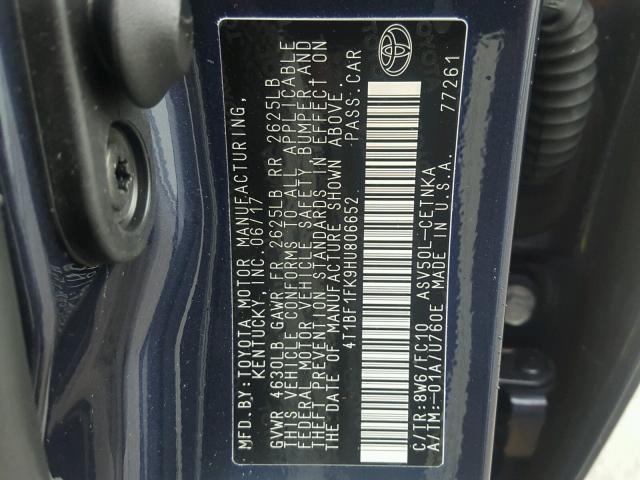 MFD.BY:TOYOTA MOTOR MANUFACTURING,
KENTUCKY, INC. 06/17
GVWR 4630LB GAWR FR 2625LB RR 2625LB
THIS VEHICLE CONFORMS TO ALL APPLICABLE
FEDERAL MOTOR VEHICLE SAFETY, BUMPER AND
THEFT PREVENTION STANDARDS IN EFFECT ON
THE DATE OF MANUFACTURE SHOWN ABOVE.
4T1BF1FK9HU806652 PASS.CAR
C/TR:8W6/FC10 ASV50L-CETNKA
A/TM:-01A/U760E MADE IN U.S.A.
77261